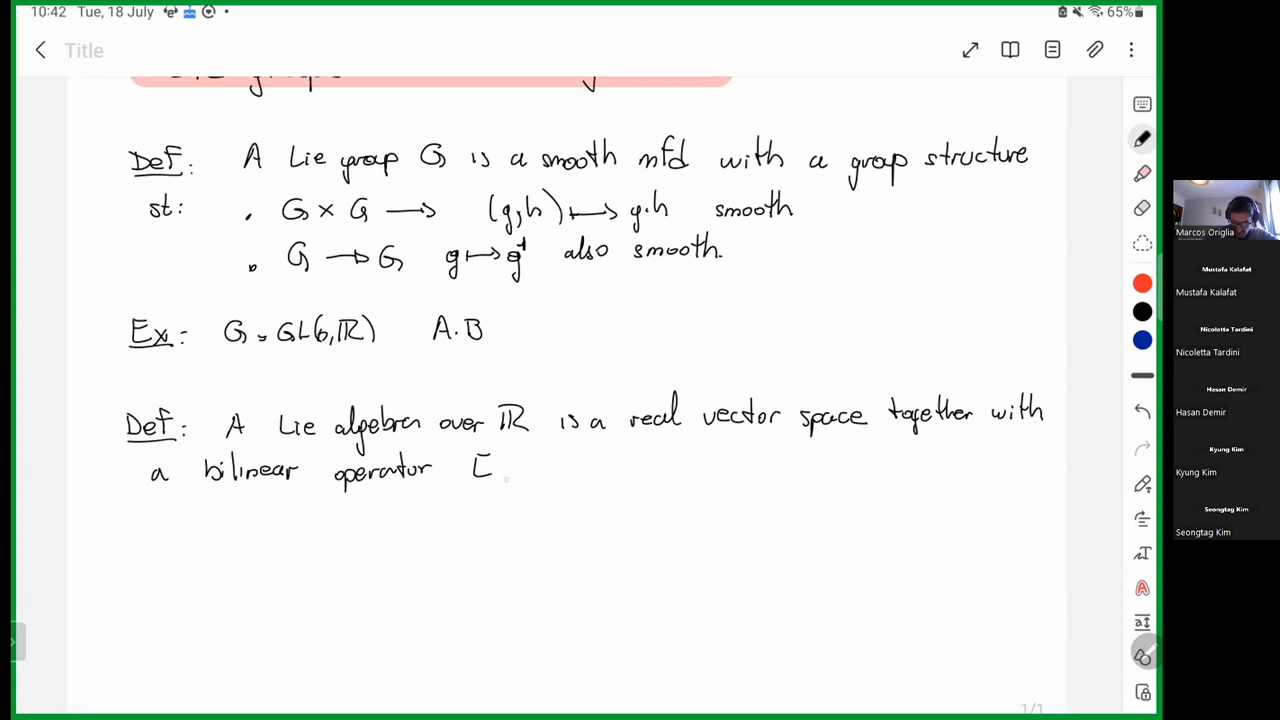 10:42 Tue, 18 July
65%
Title
Def: A Lie group G is a smooth mfd with a group structure
st: • G × G → (g,h) ↦ g.h smooth
• G → G g ↦ g⁻¹ also smooth.
Ex: G = GL(n,ℝ) A.B
Def: A Lie algebra over ℝ is a real vector space together with
a bilinear operator [
1/1
Marcos Origlia
Mustafa Kalafat
Mustafa Kalafat
Nicoletta Tardini
Nicoletta Tardini
Hasan Demir
Hasan Demir
Kyung Kim
Kyung Kim
Seongtag Kim
Seongtag Kim